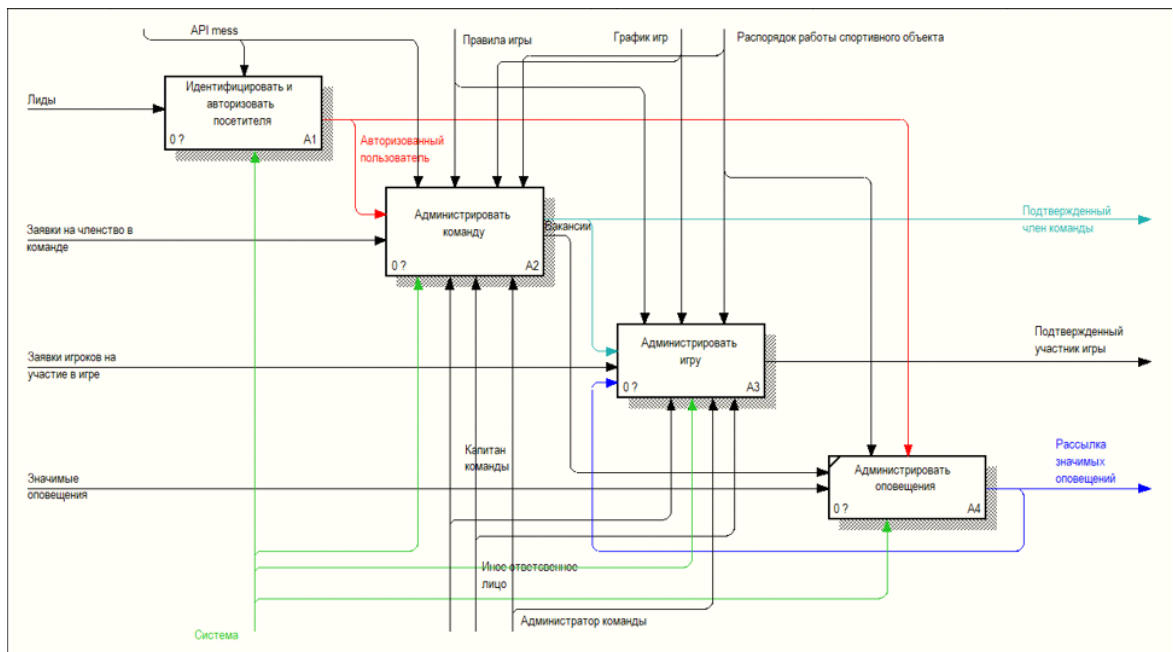 API mess
Правила игры
График игр
Распорядок работы спортивного объекта
Лиды
Идентифицировать и
авторизовать
посетителя
0 ?
A1
Авторизованный
пользователь
Заявки на членство в
команде
Администрировать
команду
0 ?
A2
Вакансии
Подтвержденный
член команды
Заявки игроков на
участие в игре
Администрировать
игру
0 ?
A3
Подтвержденный
участник игры
Капитан
команды
Значимые
оповещения
Администрировать
оповещения
0 ?
A4
Рассылка
значимых
оповещений
Иное ответсвенное
лицо
Администратор команды
Система